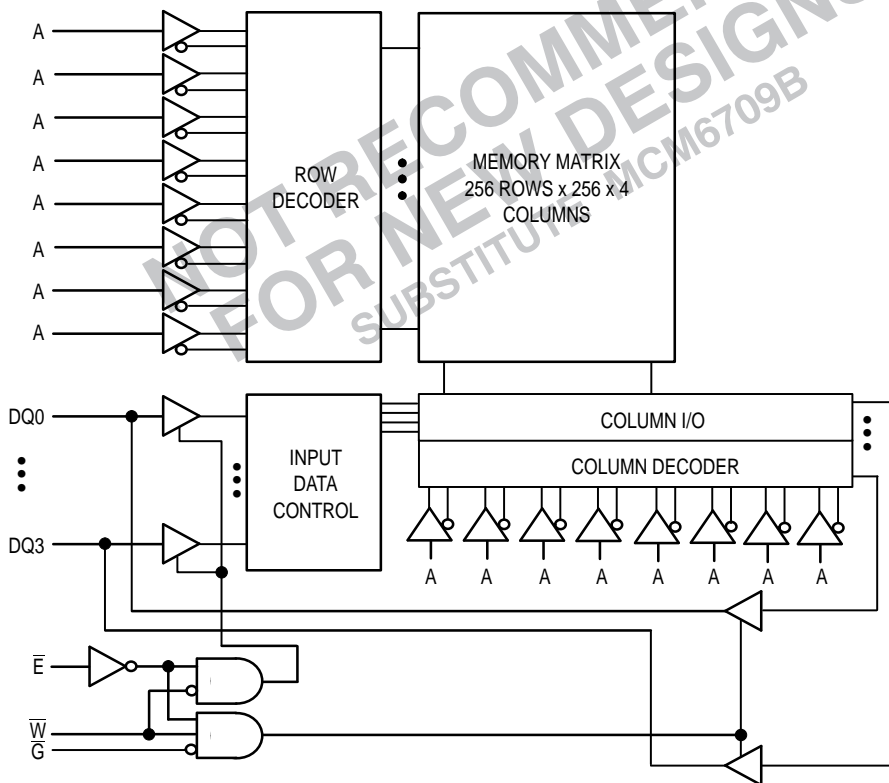 A
A
A
A
A
A
A
A
ROW
DECODER
MEMORY MATRIX
256 ROWS x 256 x 4
COLUMNS
NOT RECOMMEN
FOR NEW DESIGNS
SUBSTITUTE MCM6709B
DQ0
DQ3
INPUT
DATA
CONTROL
COLUMN I/O
COLUMN DECODER
A A A A A A A A
E̅
W̅
G̅